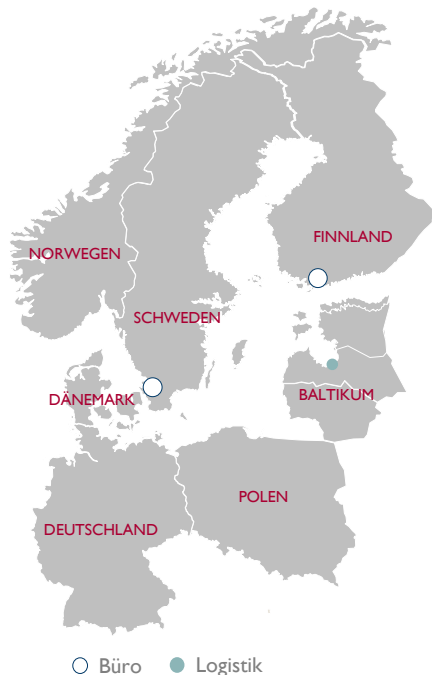 FINNLAND
NORWEGEN
SCHWEDEN
DÄNEMARK
BALTIKUM
POLEN
DEUTSCHLAND
Büro
Logistik